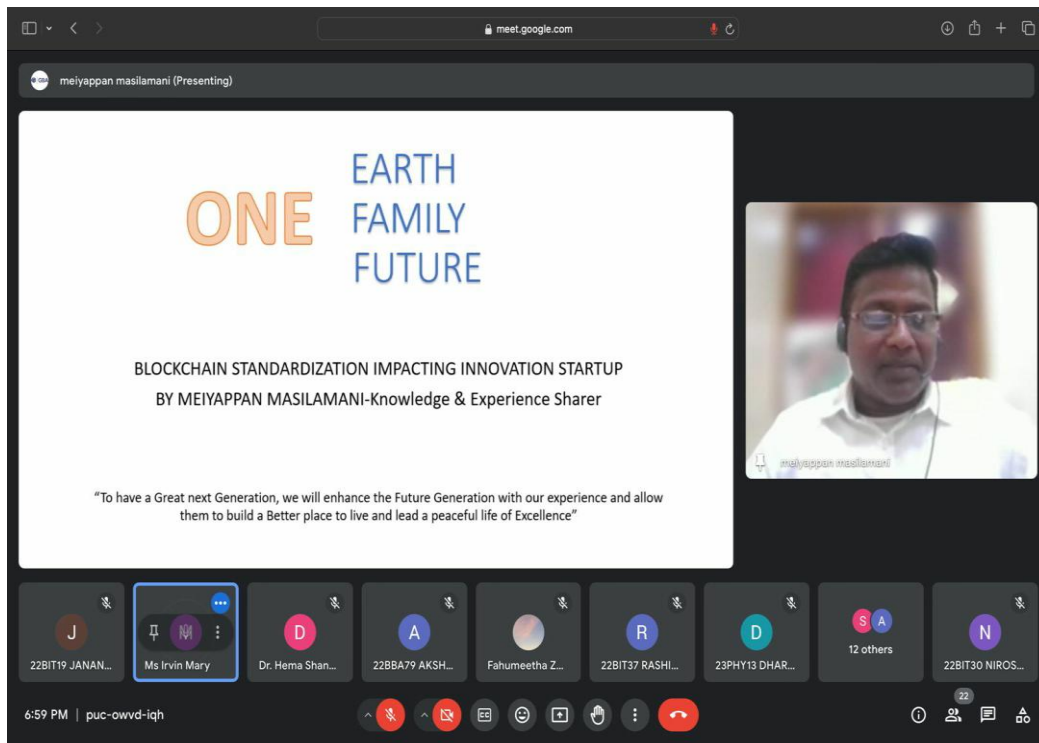 meet.google.com
meiyappan masilamani (Presenting)
ONE
EARTH
FAMILY
FUTURE
BLOCKCHAIN STANDARDIZATION IMPACTING INNOVATION STARTUP
BY MEIYAPPAN MASILAMANI-Knowledge & Experience Sharer
“To have a Great next Generation, we will enhance the Future Generation with our experience and allow
them to build a Better place to live and lead a peaceful life of Excellence”
meiyappan masilamani
J
D
A
R
D
S A
N
22BIT19 JANAN...
Ms Irvin Mary
Dr. Hema Shan...
22BBA79 AKSH...
Fahumeetha Z...
22BIT37 RASHI...
23PHY13 DHAR...
12 others
22BIT30 NIROS...
6:59 PM | puc-owvd-iqh
CC
22